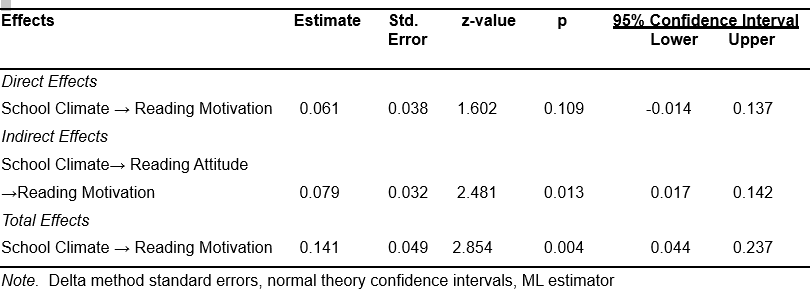 Effects Estimate Std. z-value p 95% Confidence Interval
Error Lower Upper
Direct Effects
School Climate → Reading Motivation 0.061 0.038 1.602 0.109 -0.014 0.137
Indirect Effects
School Climate→ Reading Attitude
→Reading Motivation 0.079 0.032 2.481 0.013 0.017 0.142
Total Effects
School Climate → Reading Motivation 0.141 0.049 2.854 0.004 0.044 0.237
Note. Delta method standard errors, normal theory confidence intervals, ML estimator